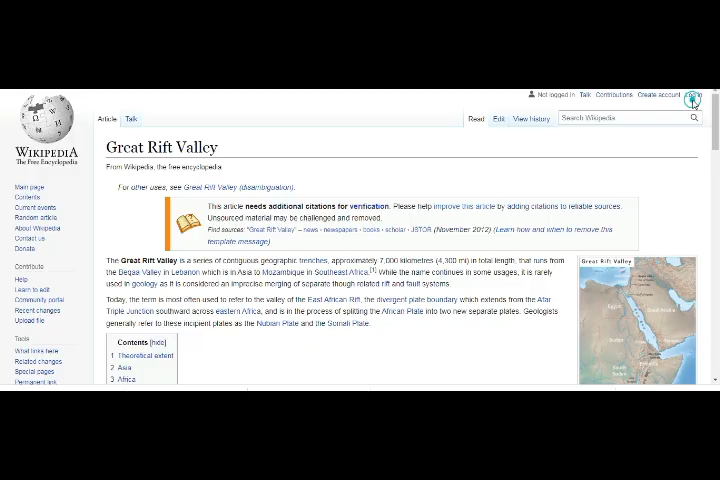 Not logged in Talk Contributions Create account
Article Talk Read Edit View history Search Wikipedia
WIKIPEDIA
The Free Encyclopedia
Main page
Contents
Current events
Random article
About Wikipedia
Contact us
Donate
Contribute
Help
Learn to edit
Community portal
Recent changes
Upload file
Tools
What links here
Related changes
Special pages
Permanent link
Great Rift Valley
From Wikipedia, the free encyclopedia
For other uses, see Great Rift Valley (disambiguation).
This article needs additional citations for verification. Please help improve this article by adding citations to reliable sources.
Unsourced material may be challenged and removed.
Find sources: "Great Rift Valley" – news · newspapers · books · scholar · JSTOR (November 2012) (Learn how and when to remove this
template message)
The Great Rift Valley is a series of contiguous geographic trenches, approximately 7,000 kilometres (4,300 mi) in total length, that runs from
the Beqaa Valley in Lebanon which is in Asia to Mozambique in Southeast Africa.[1] While the name continues in some usages, it is rarely
used in geology as it is considered an imprecise merging of separate though related rift and fault systems.
Today, the term is most often used to refer to the valley of the East African Rift, the divergent plate boundary which extends from the Afar
Triple Junction southward across eastern Africa, and is in the process of splitting the African Plate into two new separate plates. Geologists
generally refer to these incipient plates as the Nubian Plate and the Somali Plate.
Contents [hide]
1 Theoretical extent
2 Asia
3 Africa
Great Rift Valley
Egypt
Saudi Arabia
Sudan
South
Sudan